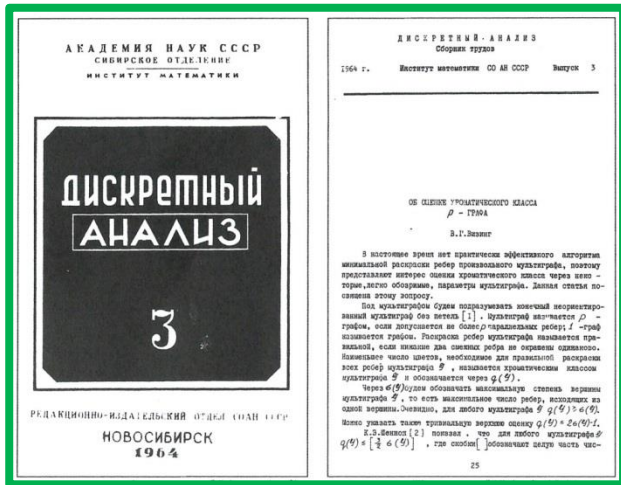 АКАДЕМИЯ НАУК СССР
СИБИРСКОЕ ОТДЕЛЕНИЕ
ИНСТИТУТ МАТЕМАТИКИ
ДИСКРЕТНЫЙ
АНАЛИЗ
3
РЕДАКЦИОННО-ИЗДАТЕЛЬСКИЙ ОТДЕЛ СОАН СССР
НОВОСИБИРСК
1964
ДИСКРЕТНЫЙ-АНАЛИЗ
Сборник трудов
1964 г. Институт математики СО АН СССР Выпуск 3
ОБ ОЦЕНКЕ ХРОМАТИЧЕСКОГО КЛАССА
p - ГРАФА
В.Г.Визинг
В настоящее время нет практически эффективного алгоритма
минимальной раскраски ребер произвольного мультиграфа, поэтому
представляют интерес оценки хроматического класса через неко -
торые,легко обозримые, параметры мультиграфа. Данная статья по-
священа этому вопросу.
Под мультиграфом будем подразумевать конечный неориентиро-
ванный мультиграф без петель [1] . Мультиграф называется p -
графом, если допускается не более p параллельных ребер; 1 -граф
называется графом. Раскраска ребер мультиграфа называется пра-
вильной, если никакие два смежных ребра не окрашены одинаково.
Наименьшее число цветов, необходимое для правильной раскраски
всех ребер мультиграфа 𝒢 , называется хроматическим классом
мультиграфа 𝒢 и обозначается через q(𝒢).
Через σ(𝒢) будем обозначать максимальную степень вершины
мультиграфа 𝒢 , то есть максимальное число ребер, исходящих из
одной вершины.Очевидно, для любого мультиграфа 𝒢 q(𝒢) ≥ σ(𝒢).
Можно указать также тривиальную верхнюю оценку q(𝒢) ≤ 2σ(𝒢)-1.
К.Э.Шеннон [2] показал , что для любого мультиграфа 𝒢
q(𝒢) ≤ [3/2 σ(𝒢)] , где скобки [ ] обозначают целую часть чис-
25